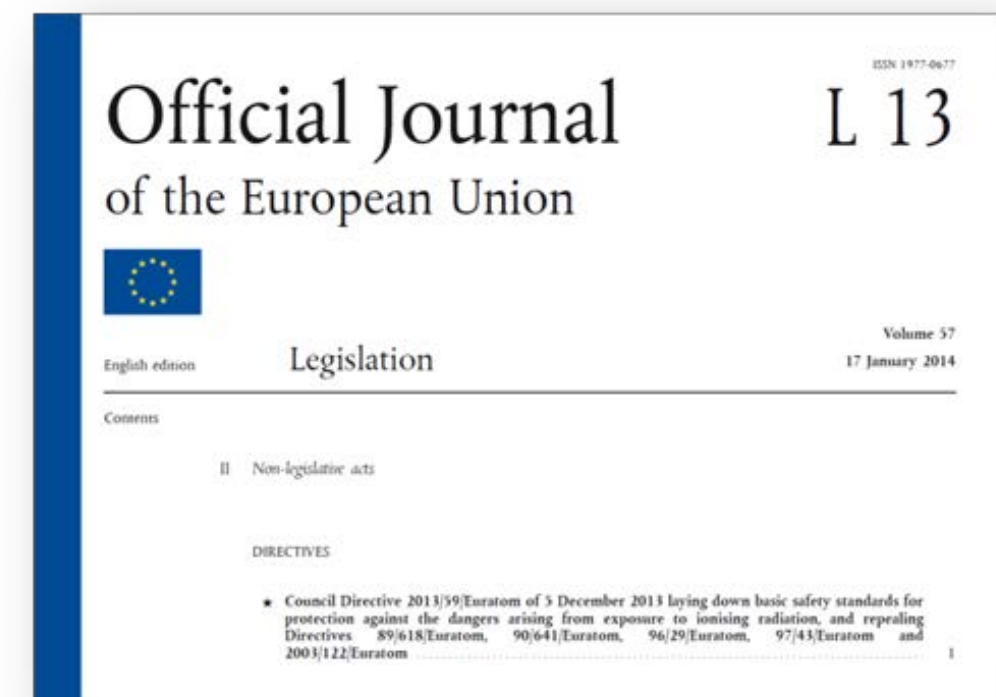 ISSN 1977-0677
Official Journal
L 13
of the European Union
Volume 57
English edition
Legislation
17 January 2014
Contents
II Non-legislative acts
DIRECTIVES
★ Council Directive 2013/59/Euratom of 5 December 2013 laying down basic safety standards for
protection against the dangers arising from exposure to ionising radiation, and repealing
Directives 89/618/Euratom, 90/641/Euratom, 96/29/Euratom, 97/43/Euratom and
2003/122/Euratom ........ 1